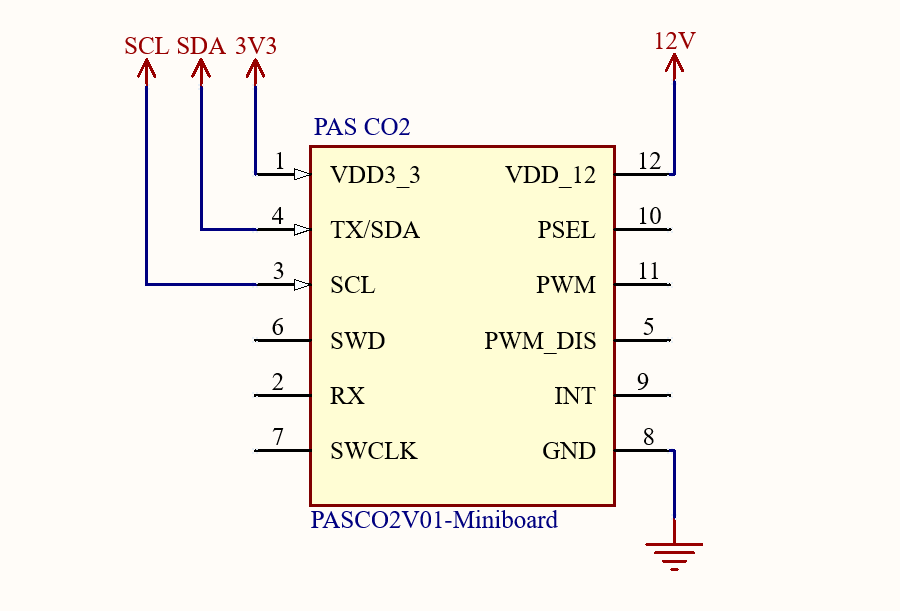 SCL SDA 3V3 12V
PAS CO2
1 VDD3_3 VDD_12 12
4 TX/SDA PSEL 10
3 SCL PWM 11
6 SWD PWM_DIS 5
2 RX INT 9
7 SWCLK GND 8
PASCO2V01-Miniboard